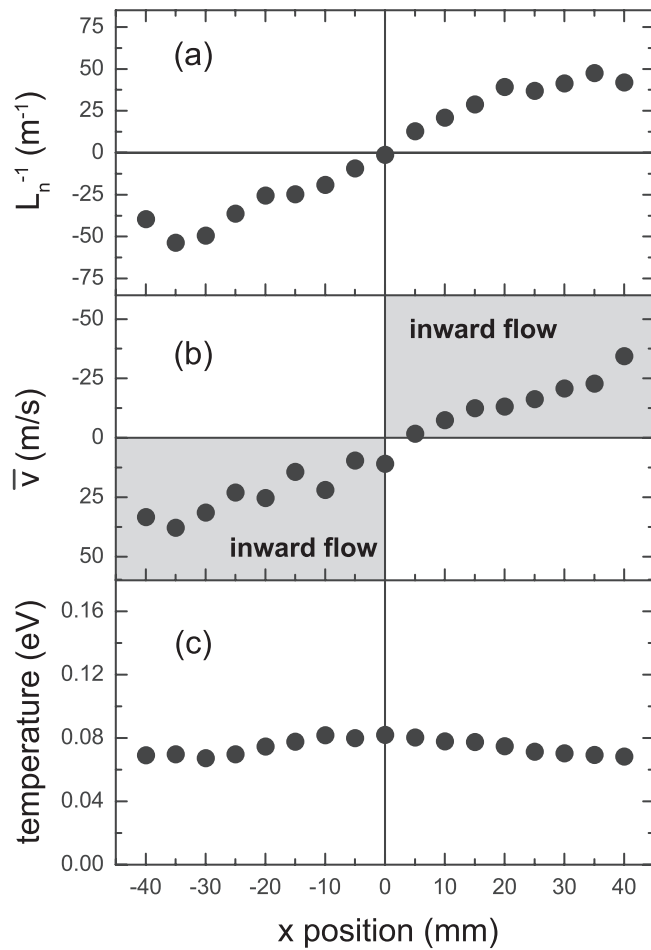 (a)
75
50
25
0
-25
-50
-75
L_n^-1 (m^-1)
-50
-25
0
25
50
v̄ (m/s)
(b)
inward flow
inward flow
(c)
0.16
0.12
0.08
0.04
0.00
temperature (eV)
-40 -30 -20 -10 0 10 20 30 40
x position (mm)